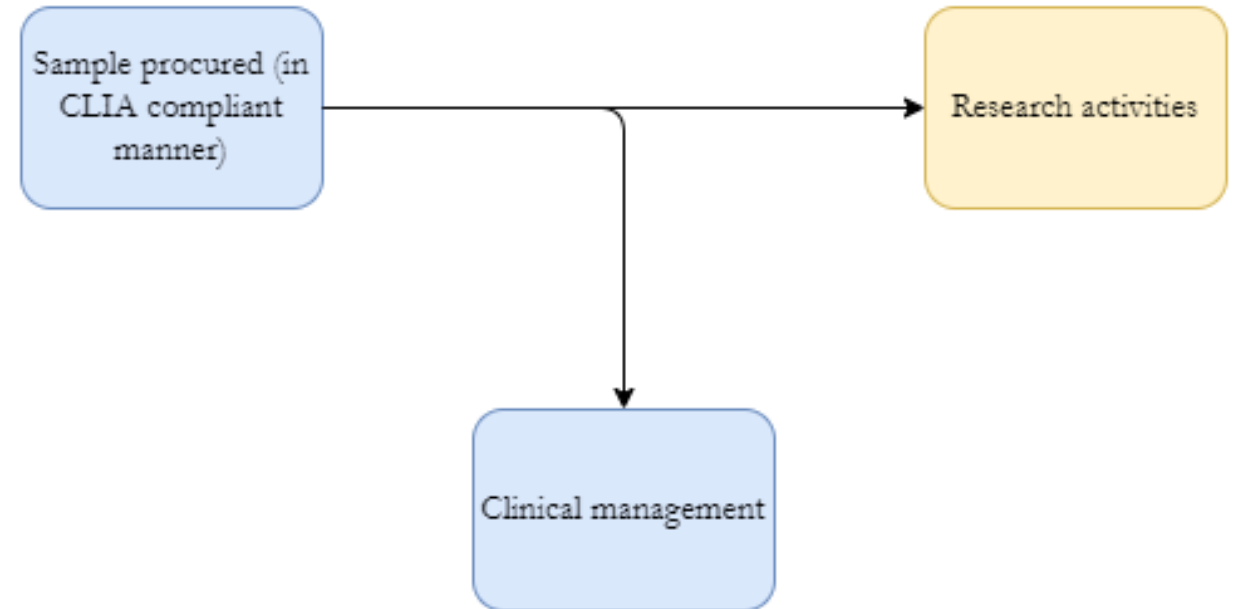 Sample procured (in
CLIA compliant
manner)
Research activities
Clinical management